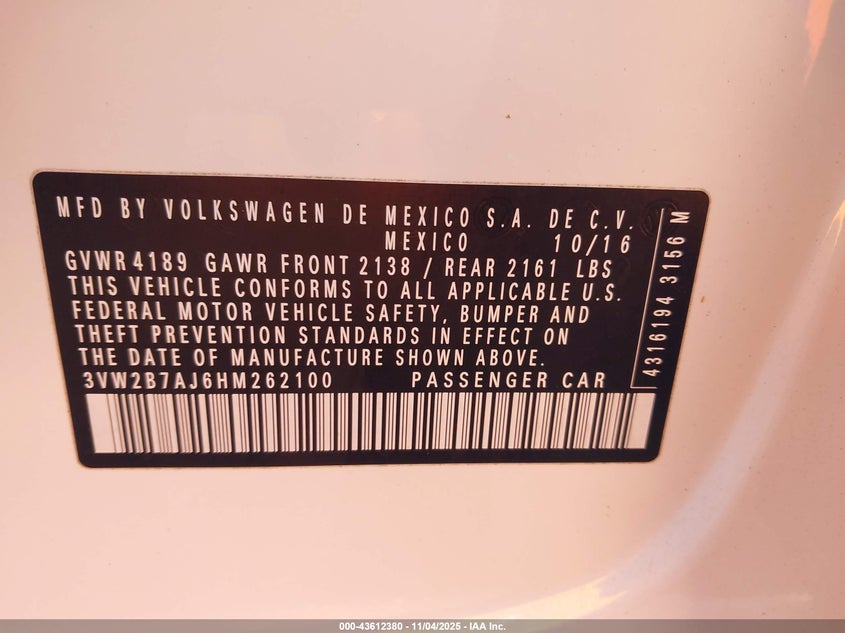 MFD BY VOLKSWAGEN DE MEXICO S.A. DE C.V.
MEXICO 10/16
GVWR 4189 GAWR FRONT 2138 / REAR 2161 LBS
THIS VEHICLE CONFORMS TO ALL APPLICABLE U.S.
FEDERAL MOTOR VEHICLE SAFETY, BUMPER AND
THEFT PREVENTION STANDARDS IN EFFECT ON
THE DATE OF MANUFACTURE SHOWN ABOVE.
3VW2B7AJ6HM262100 PASSENGER CAR
4316194 3156 M
000-43612380 - 11/04/2025 - IAA Inc.